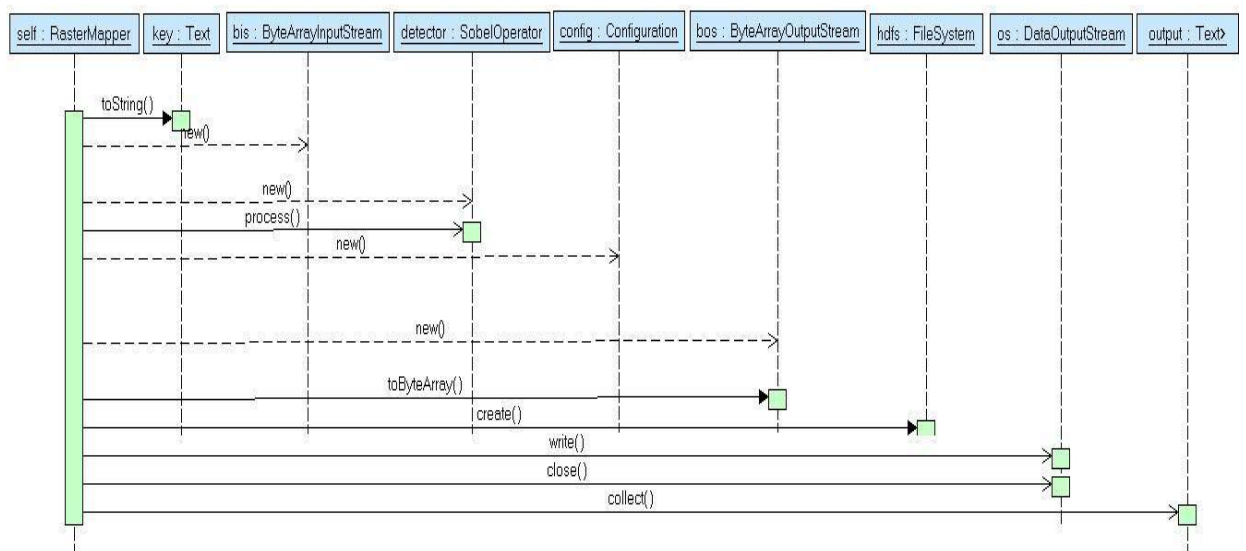 self : RasterMapper
key : Text
bis : ByteArrayInputStream
detector : SobelOperator
config : Configuration
bos : ByteArrayOutputStream
hdfs : FileSystem
os : DataOutputStream
output : Text>
toString()
new()
new()
process()
new()
new()
toByteArray()
create()
write()
close()
collect()